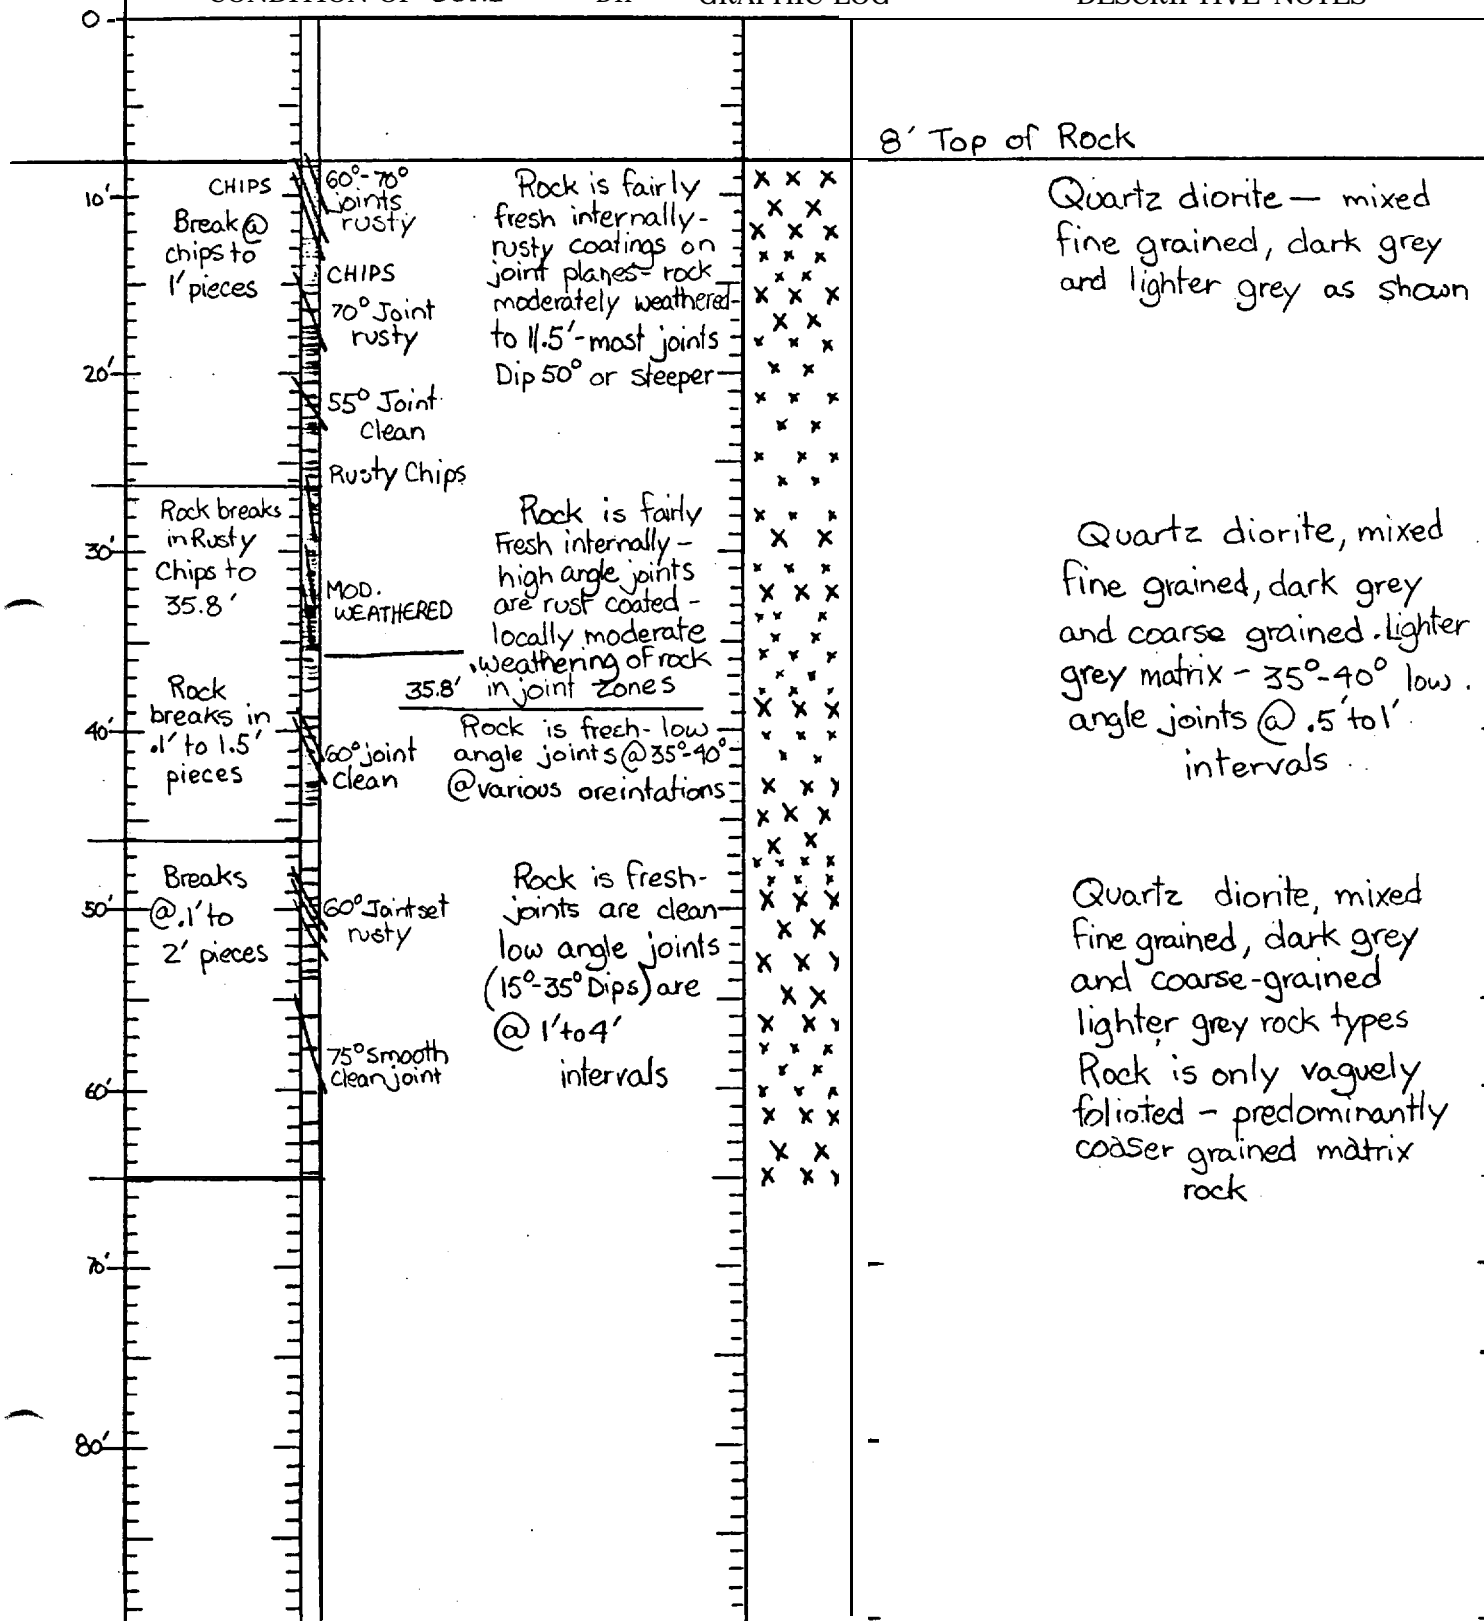 GRAPHIC LOG
DESCRIPTIVE NOTES
0
8' Top of Rock
10'
20'
30'
40'
50'
60'
70'
80'
CHIPS
Break @
chips to
1' pieces
Rock breaks
in Rusty
Chips to
35.8'
Rock
breaks in
.1' to 1.5'
pieces
Breaks
@ .1' to
2' pieces
60°-70°
joints
rusty
CHIPS
70° Joint
rusty
55° Joint
Clean
Rusty Chips
MOD.
WEATHERED
60° joint
clean
60° Jointset
rusty
75° smooth
clean joint
Rock is fairly
fresh internally-
rusty coatings on
joint planes- rock
moderately weathered
to 11.5'-most joints
Dip 50° or steeper
Rock is fairly
Fresh internally-
high angle joints
are rust coated-
locally moderate
weathering of rock
35.8' in joint zones
Rock is fresh- low
angle joints @ 35°-40°
@ various oreintations
Rock is fresh-
joints are clean
low angle joints
(15°-35° Dips) are
@ 1' to 4'
intervals
Quartz diorite — mixed
fine grained, dark grey
and lighter grey as shown
Quartz diorite, mixed
fine grained, dark grey
and coarse grained. Lighter
grey matrix - 35°-40° low.
angle joints @ .5' to 1'
intervals
Quartz diorite, mixed
fine grained, dark grey
and coarse-grained
lighter grey rock types
Rock is only vaguely
folioted - predominantly
coaser grained matrix
rock